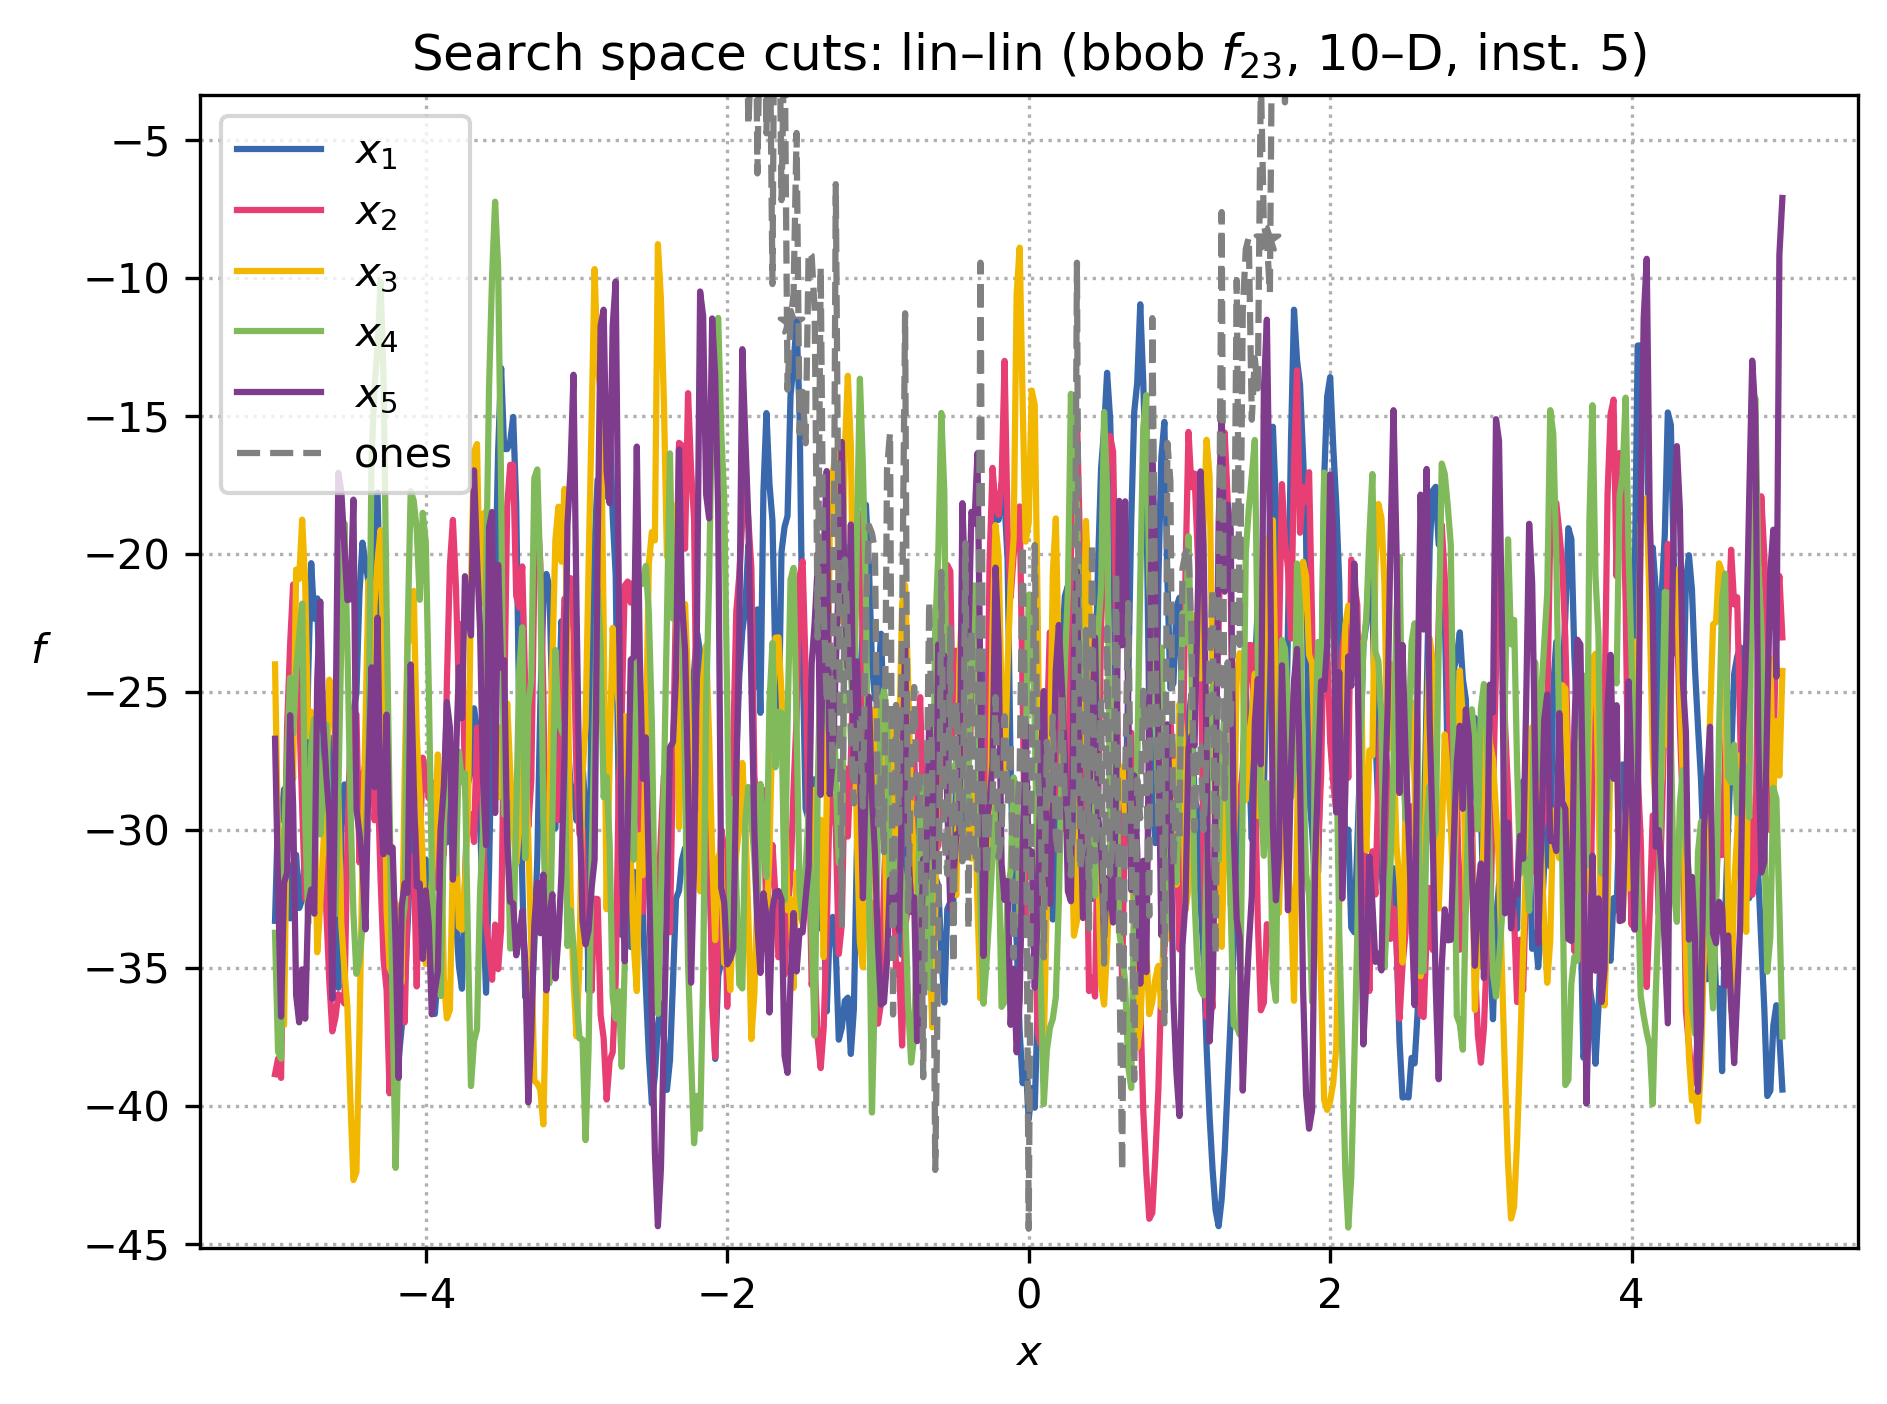 Search space cuts: lin–lin (bbob f₂₃, 10–D, inst. 5)
x₁
x₂
x₃
x₄
x₅
ones
−5
−10
−15
−20
−25
−30
−35
−40
−45
f
−4
−2
0
2
4
x